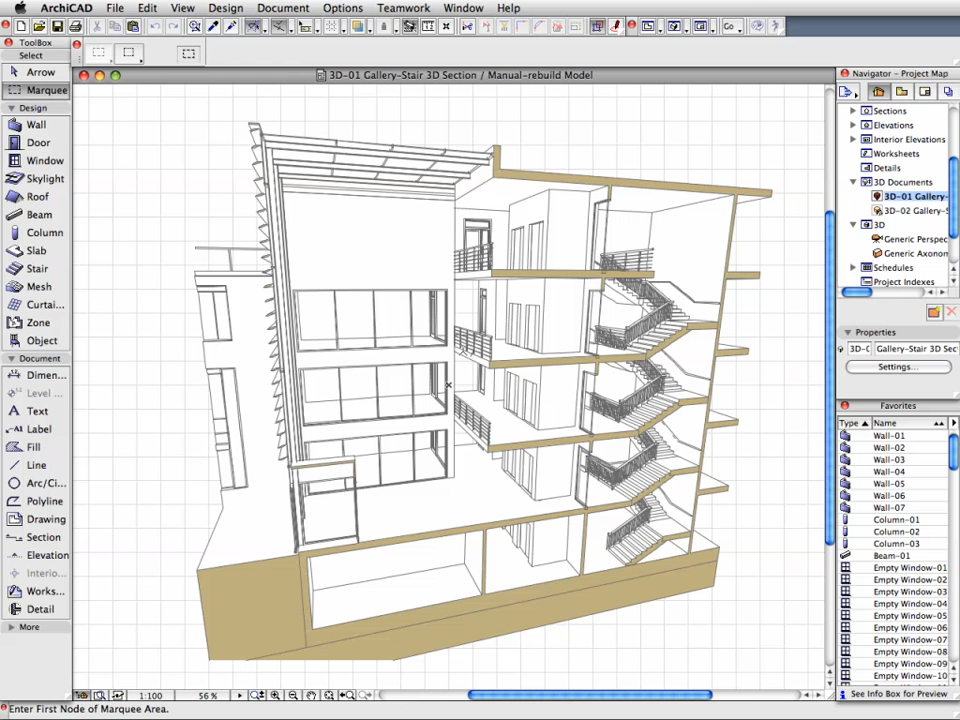 ArchiCAD File Edit View Design Document Options Teamwork Window Help
Go...
ToolBox
Select
Arrow
Marquee
Design
Wall
Door
Window
Skylight
Roof
Beam
Column
Slab
Stair
Mesh
Curtai...
Zone
Object
Document
Dimen...
Level ...
Text
Label
Fill
Line
Arc/Ci...
Polyline
Drawing
Section
Elevation
Interio...
Works...
Detail
More
3D-01 Gallery-Stair 3D Section / Manual-rebuild Model
Navigator - Project Map
Sections
Elevations
Interior Elevations
Worksheets
Details
3D Documents
3D-01 Gallery-
3D-02 Gallery-S
3D
Generic Perspec
Generic Axonom
Schedules
Project Indexes
Properties
3D-0 Gallery-Stair 3D Sec
Settings...
Favorites
Type Name
Wall-01
Wall-02
Wall-03
Wall-04
Wall-05
Wall-06
Wall-07
Column-01
Column-02
Column-03
Beam-01
Empty Window-01
Empty Window-02
Empty Window-03
Empty Window-04
Empty Window-05
Empty Window-06
Empty Window-07
Empty Window-08
Empty Window-09
Empty Window-10
See Info Box for Preview
1:100 56 %
Enter First Node of Marquee Area.